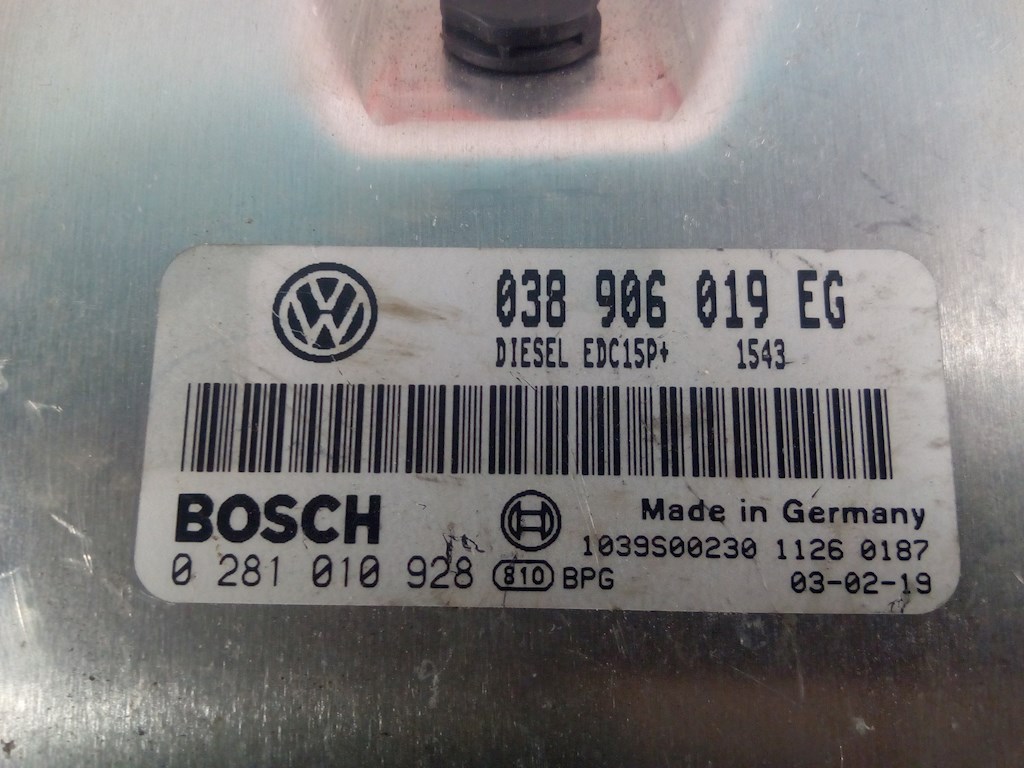 038 906 019 EG
DIESEL EDC15P+ 1543
BOSCH
Made in Germany
1039S00230 1126 0187
0 281 010 928 810 BPG
03-02-19